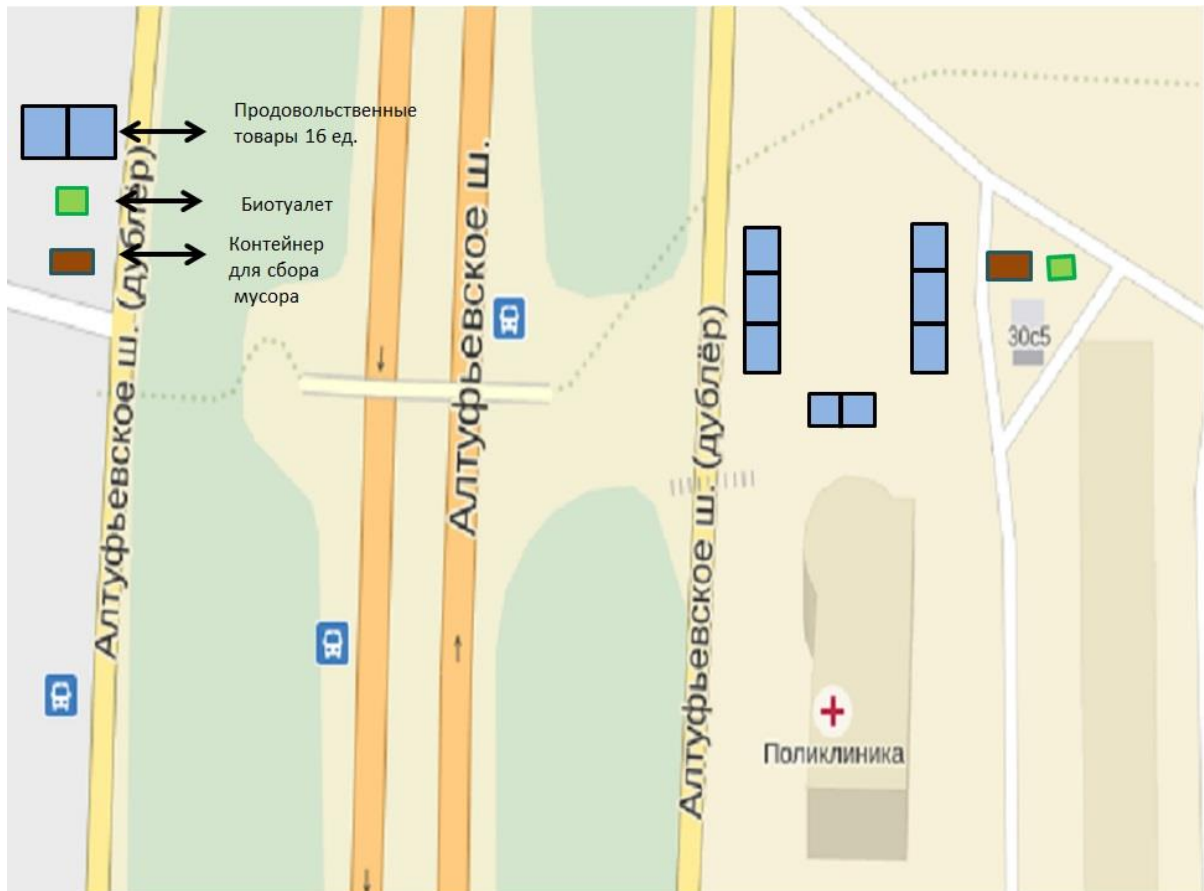 Продовольственные
товары 16 ед.
Биотуалет
Контейнер
для сбора
мусора
Алтуфьевское ш. (дублёр)
Алтуфьевское ш.
Алтуфьевское ш. (дублёр)
30с5
Поликлиника